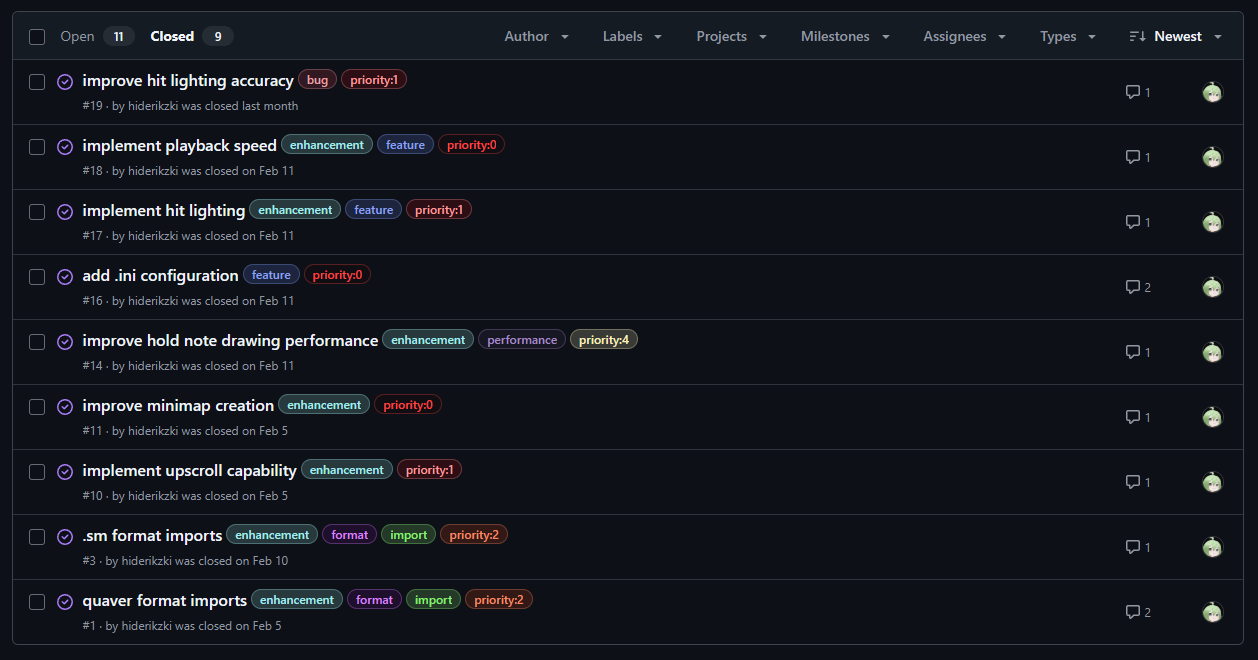 Open 11 Closed 9 Author Labels Projects Milestones Assignees Types Newest
improve hit lighting accuracy bug priority:1
#19 · by hiderikzki was closed last month
1
implement playback speed enhancement feature priority:0
#18 · by hiderikzki was closed on Feb 11
1
implement hit lighting enhancement feature priority:1
#17 · by hiderikzki was closed on Feb 11
1
add .ini configuration feature priority:0
#16 · by hiderikzki was closed on Feb 11
2
improve hold note drawing performance enhancement performance priority:4
#14 · by hiderikzki was closed on Feb 11
1
improve minimap creation enhancement priority:0
#11 · by hiderikzki was closed on Feb 5
1
implement upscroll capability enhancement priority:1
#10 · by hiderikzki was closed on Feb 5
1
.sm format imports enhancement format import priority:2
#3 · by hiderikzki was closed on Feb 10
1
quaver format imports enhancement format import priority:2
#1 · by hiderikzki was closed on Feb 5
2